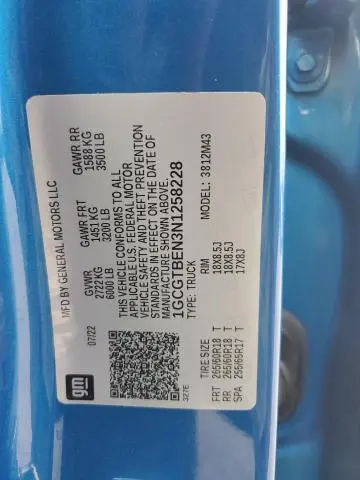 gm
MFD BY GENERAL MOTORS LLC
07/22
GVWR GAWR FRT GAWR RR
2722KG 1451 KG 1588 KG
6000 LB 3200 LB 3500 LB
THIS VEHICLE CONFORMS TO ALL
APPLICABLE U.S. FEDERAL MOTOR
VEHICLE SAFETY AND THEFT PREVENTION
STANDARDS IN EFFECT ON THE DATE OF
MANUFACTURE SHOWN ABOVE.
1GCGTBEN3N1258228
TYPE: TRUCK MODEL: 3812M43
327E
TIRE SIZE RIM
FRT 265/60R18 T 18X8.5J
RR 265/60R18 T 18X8.5J
SPA 255/65R17 T 17X8J